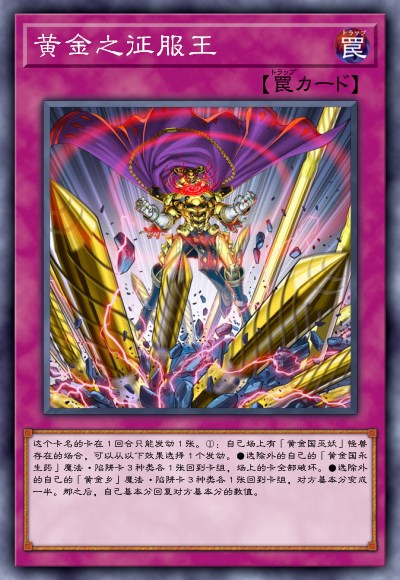 黄金之征服王
トラップ
罠
トラップ
【罠カード】
这个卡名的卡在1回合只能发动1张。①:自己场上有「黄金国巫妖」怪兽
存在的场合,可以从以下效果选择1个发动。●选除外的自己的「黄金国永
生药」魔法·陷阱卡3种类各1张回到卡组,场上的卡全部破坏。●选除外
的自己的「黄金乡」魔法·陷阱卡3种类各1张回到卡组,对方基本分变成
一半。那之后,自己基本分回复对方基本分的数值。